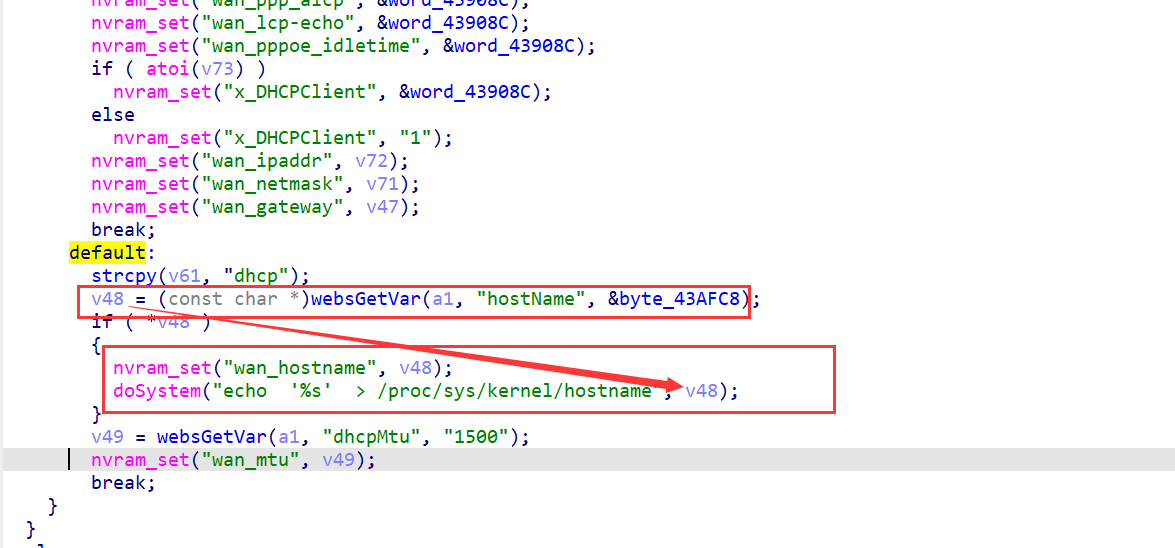 nvram_set("wan_ppp_alcp", &word_43908C);
nvram_set("wan_lcp-echo", &word_43908C);
nvram_set("wan_pppoe_idletime", &word_43908C);
if ( atoi(v73) )
nvram_set("x_DHCPClient", &word_43908C);
else
nvram_set("x_DHCPClient", "1");
nvram_set("wan_ipaddr", v72);
nvram_set("wan_netmask", v71);
nvram_set("wan_gateway", v47);
break;
default:
strcpy(v61, "dhcp");
v48 = (const char *)websGetVar(a1, "hostName", &byte_43AFC8);
if ( *v48 )
{
nvram_set("wan_hostname", v48);
doSystem("echo  '%s'  > /proc/sys/kernel/hostname", v48);
}
v49 = websGetVar(a1, "dhcpMtu", "1500");
nvram_set("wan_mtu", v49);
break;
}
}